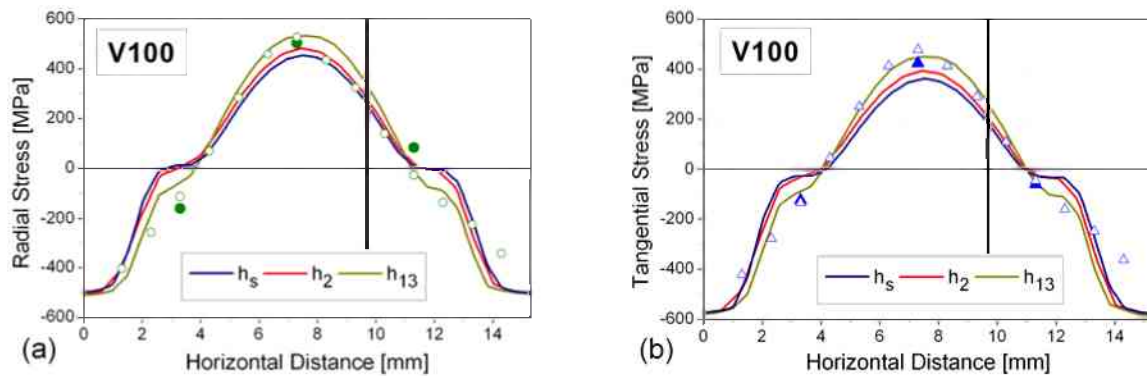 600
400
200
0
-200
-400
-600
Radial Stress [MPa]
V100
h_s h_2 h_13
0 2 4 6 8 10 12 14
Horizontal Distance [mm]
(a)
600
400
200
0
-200
-400
-600
Tangential Stress [MPa]
V100
h_s h_2 h_13
0 2 4 6 8 10 12 14
Horizontal Distance [mm]
(b)